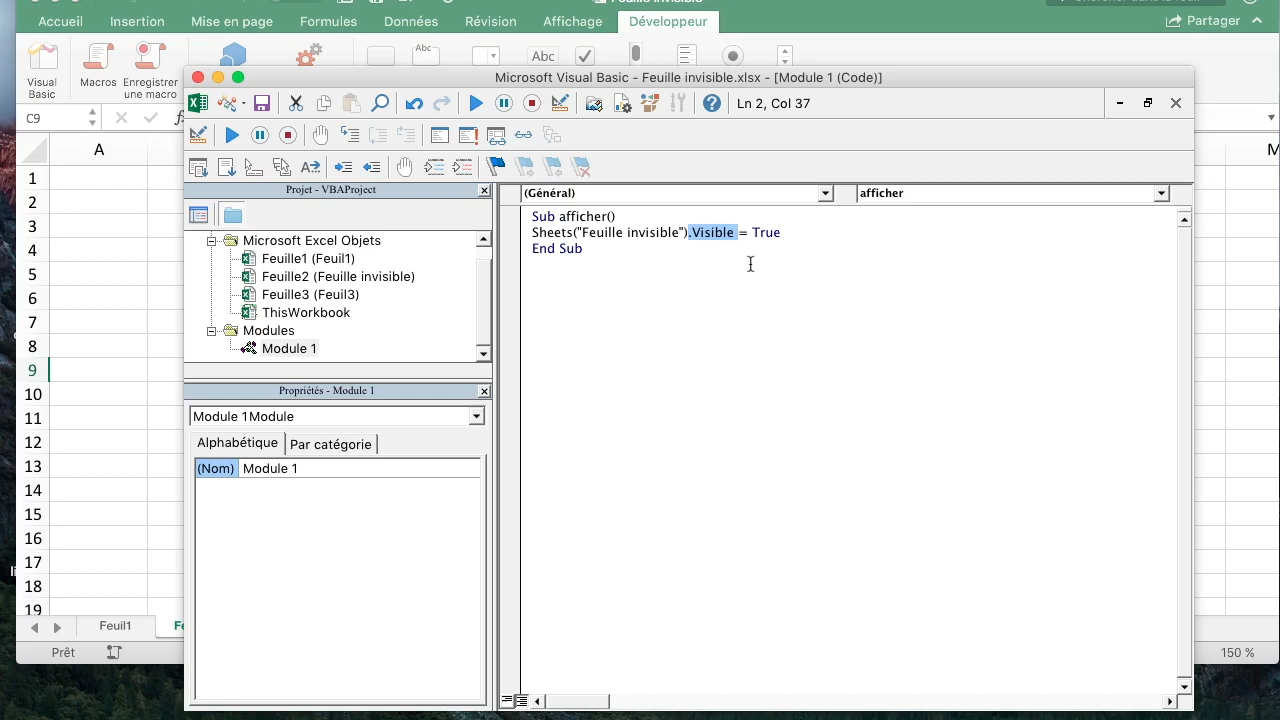 Accueil Insertion Mise en page Formules Données Révision Affichage Développeur Partager
Visual Basic
Macros
Enregistrer une macro
Abc
Abc
C9
Microsoft Visual Basic - Feuille invisible.xlsx - [Module 1 (Code)]
Ln 2, Col 37
Projet - VBAProject
(Général)
afficher
Microsoft Excel Objets
Feuille1 (Feuil1)
Feuille2 (Feuille invisible)
Feuille3 (Feuil3)
ThisWorkbook
Modules
Module 1
Sub afficher()
Sheets("Feuille invisible").Visible = True
End Sub
Propriétés - Module 1
Module 1Module
Alphabétique Par catégorie
(Nom) Module 1
A
M
1
2
3
4
5
6
7
8
9
10
11
12
13
14
15
16
17
18
19
Feuil1
Prêt
150 %